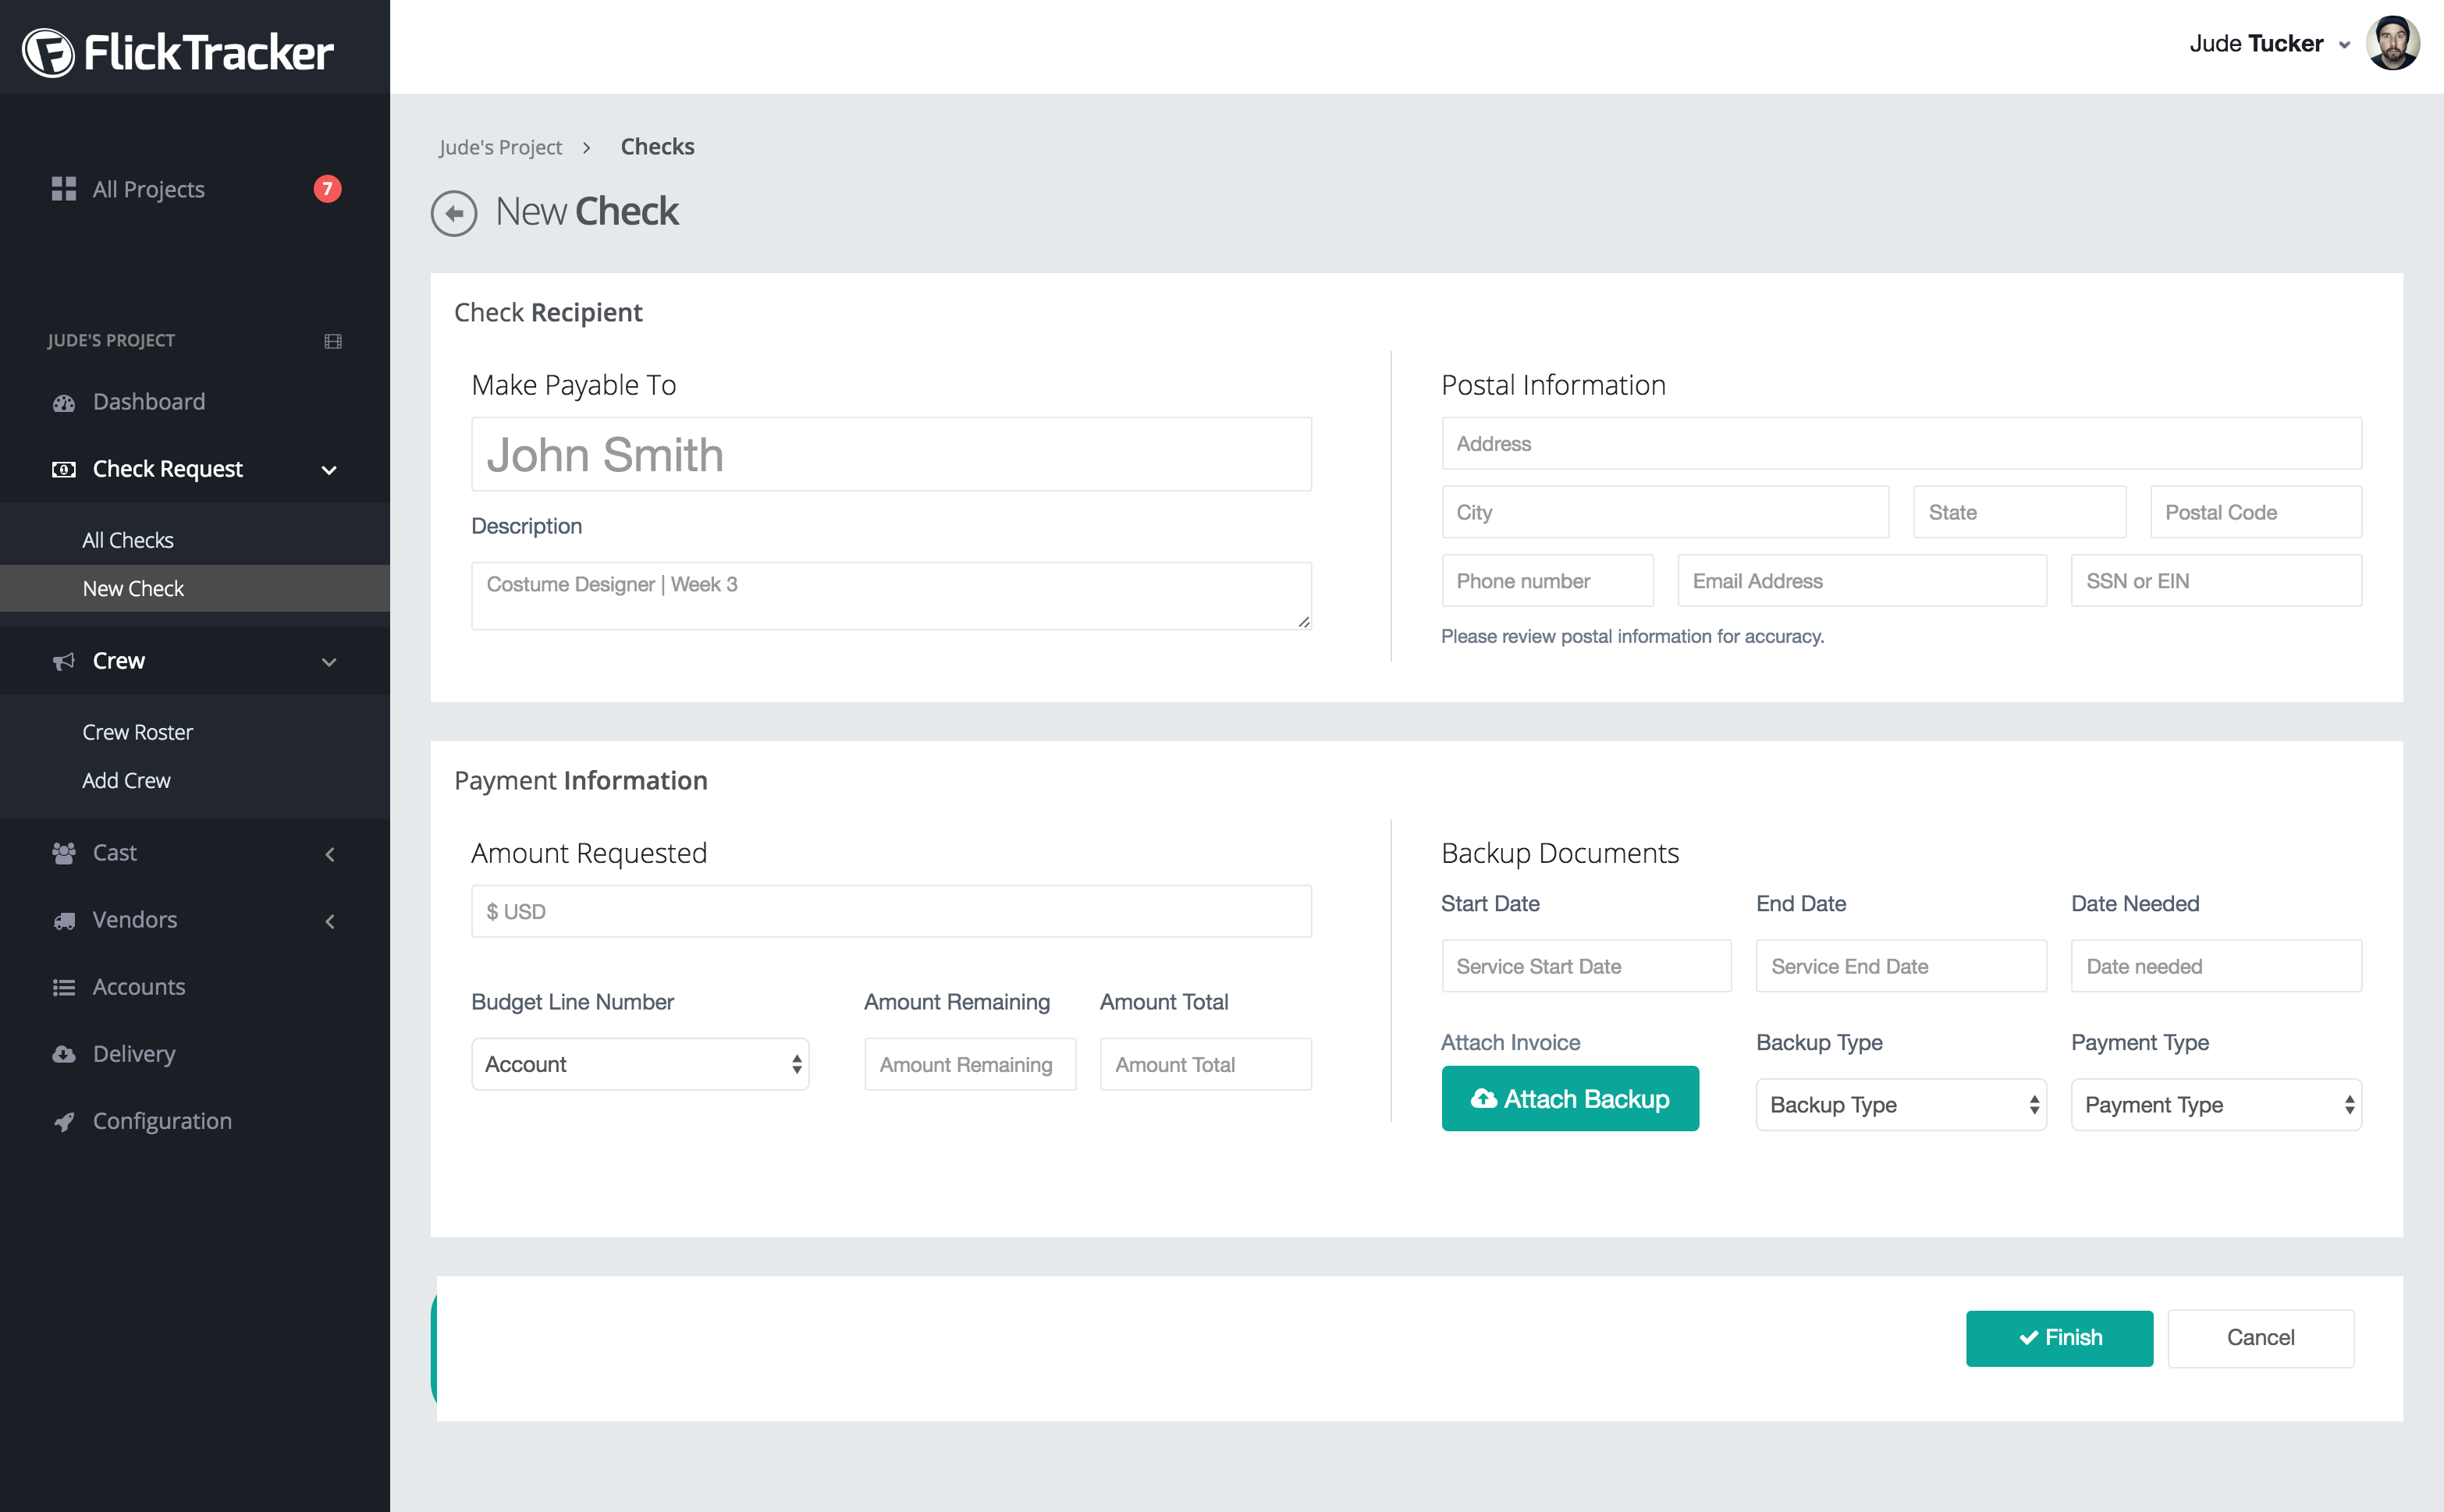 FlickTracker
Jude Tucker
All Projects 7
JUDE'S PROJECT
Dashboard
Check Request
All Checks
New Check
Crew
Crew Roster
Add Crew
Cast
Vendors
Accounts
Delivery
Configuration
Jude's Project > Checks
New Check
Check Recipient
Make Payable To
John Smith
Description
Costume Designer | Week 3
Postal Information
Address
City State Postal Code
Phone number Email Address SSN or EIN
Please review postal information for accuracy.
Payment Information
Amount Requested
$ USD
Budget Line Number Amount Remaining Amount Total
Account Amount Remaining Amount Total
Backup Documents
Start Date End Date Date Needed
Service Start Date Service End Date Date needed
Attach Invoice Backup Type Payment Type
Attach Backup Backup Type Payment Type
Finish Cancel